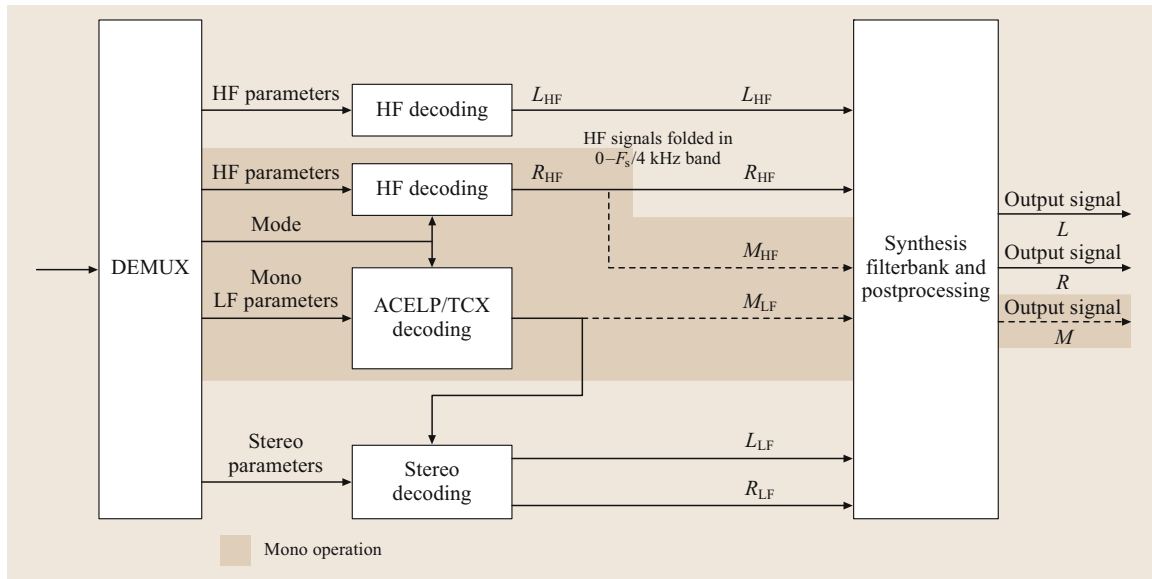 HF parameters
HF decoding
L_HF
L_HF
HF signals folded in
0–F_s/4 kHz band
HF parameters
HF decoding
R_HF
R_HF
Mode
DEMUX
Mono
LF parameters
ACELP/TCX
decoding
M_HF
M_LF
Synthesis
filterbank and
postprocessing
Output signal
L
Output signal
R
Output signal
M
Stereo
parameters
Stereo
decoding
L_LF
R_LF
Mono operation